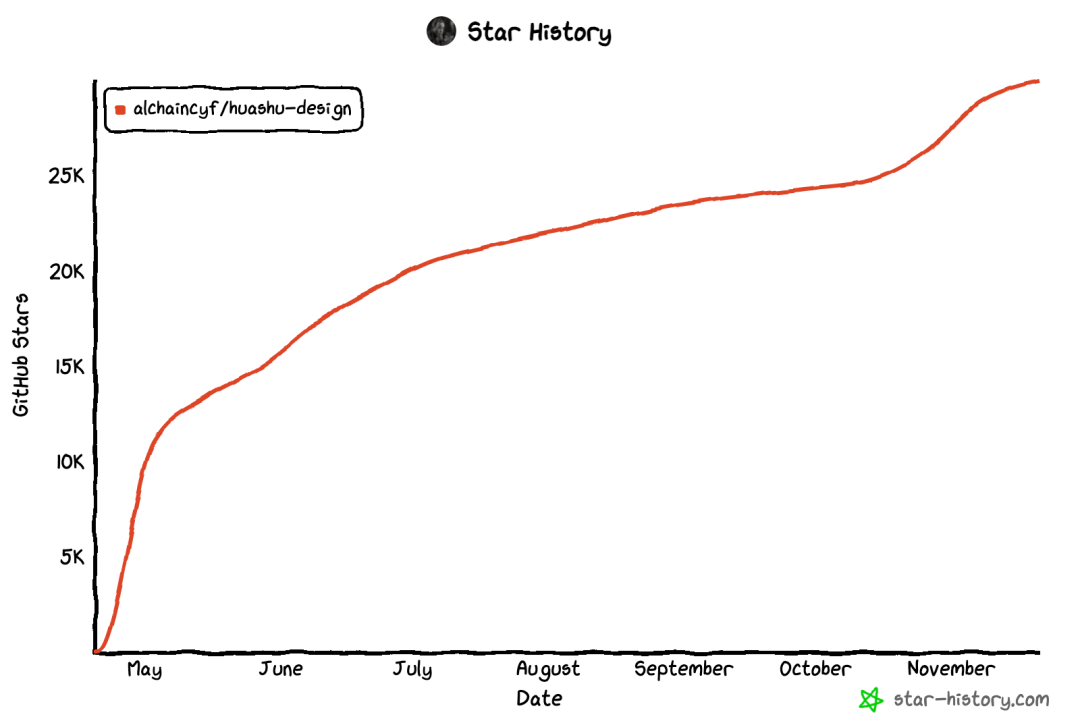 Star History
alchaincyf/huashu-design
25K
20K
15K
10K
5K
GitHub Stars
May June July August September October November
Date
star-history.com